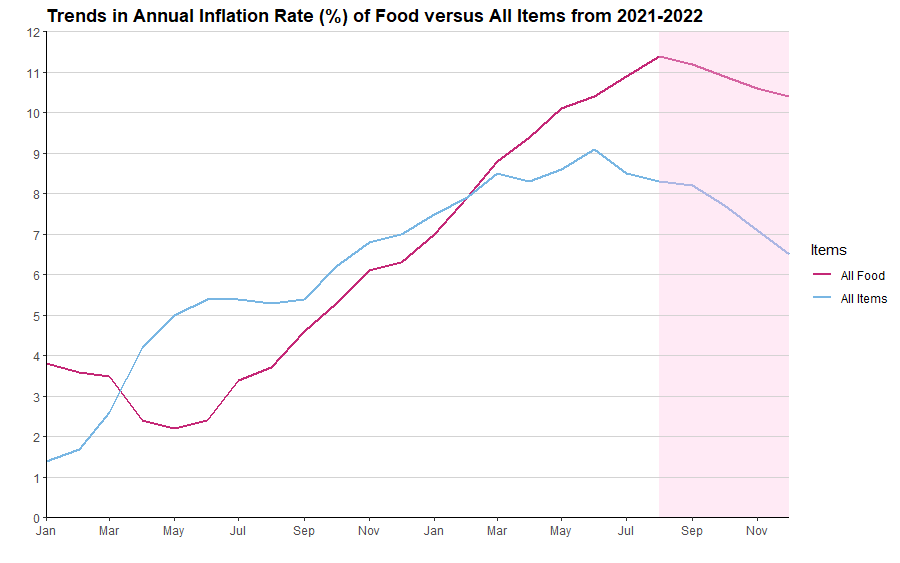 Trends in Annual Inflation Rate (%) of Food versus All Items from 2021-2022
12
11
10
9
8
7
6
5
4
3
2
1
0
Jan Mar May Jul Sep Nov Jan Mar May Jul Sep Nov
Items
All Food
All Items